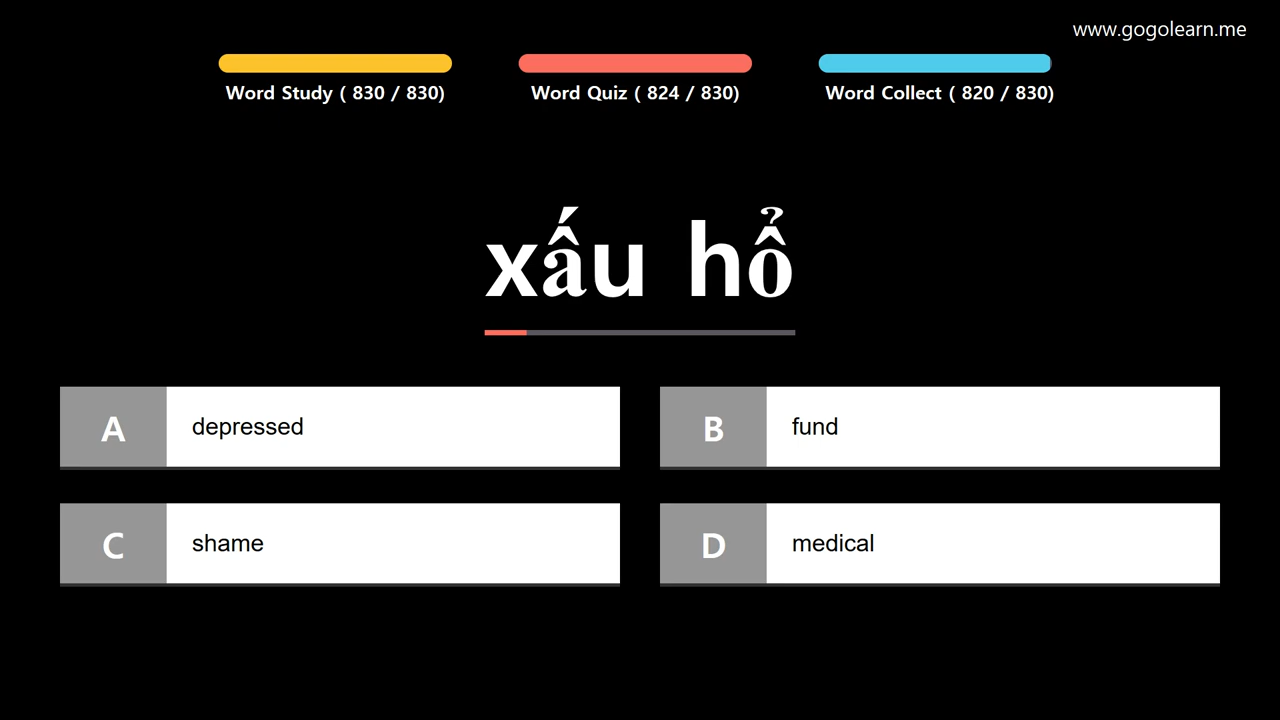 www.gogolearn.me
Word Study ( 830 / 830)
Word Quiz ( 824 / 830)
Word Collect ( 820 / 830)
xấu hổ
A depressed
B fund
C shame
D medical